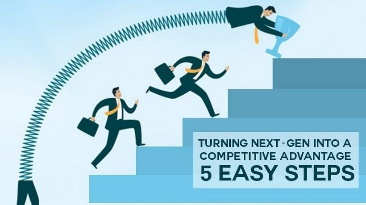 TURNING NEXT-GEN INTO A
COMPETITIVE ADVANTAGE
5 EASY STEPS